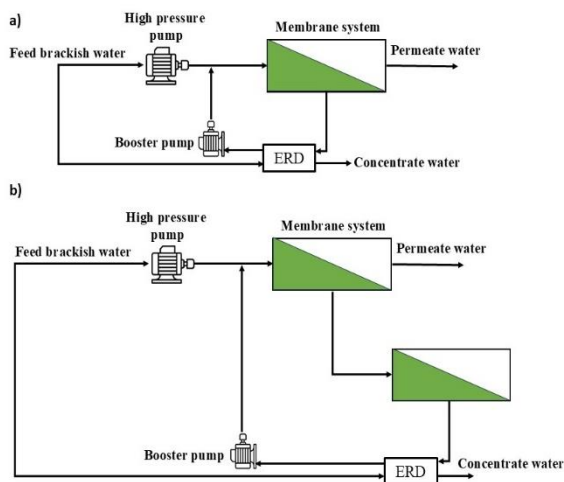 a)
High pressure
pump
Membrane system
Feed brackish water
Permeate water
Booster pump
ERD
Concentrate water
b)
High pressure
pump
Membrane system
Feed brackish water
Permeate water
Booster pump
ERD
Concentrate water